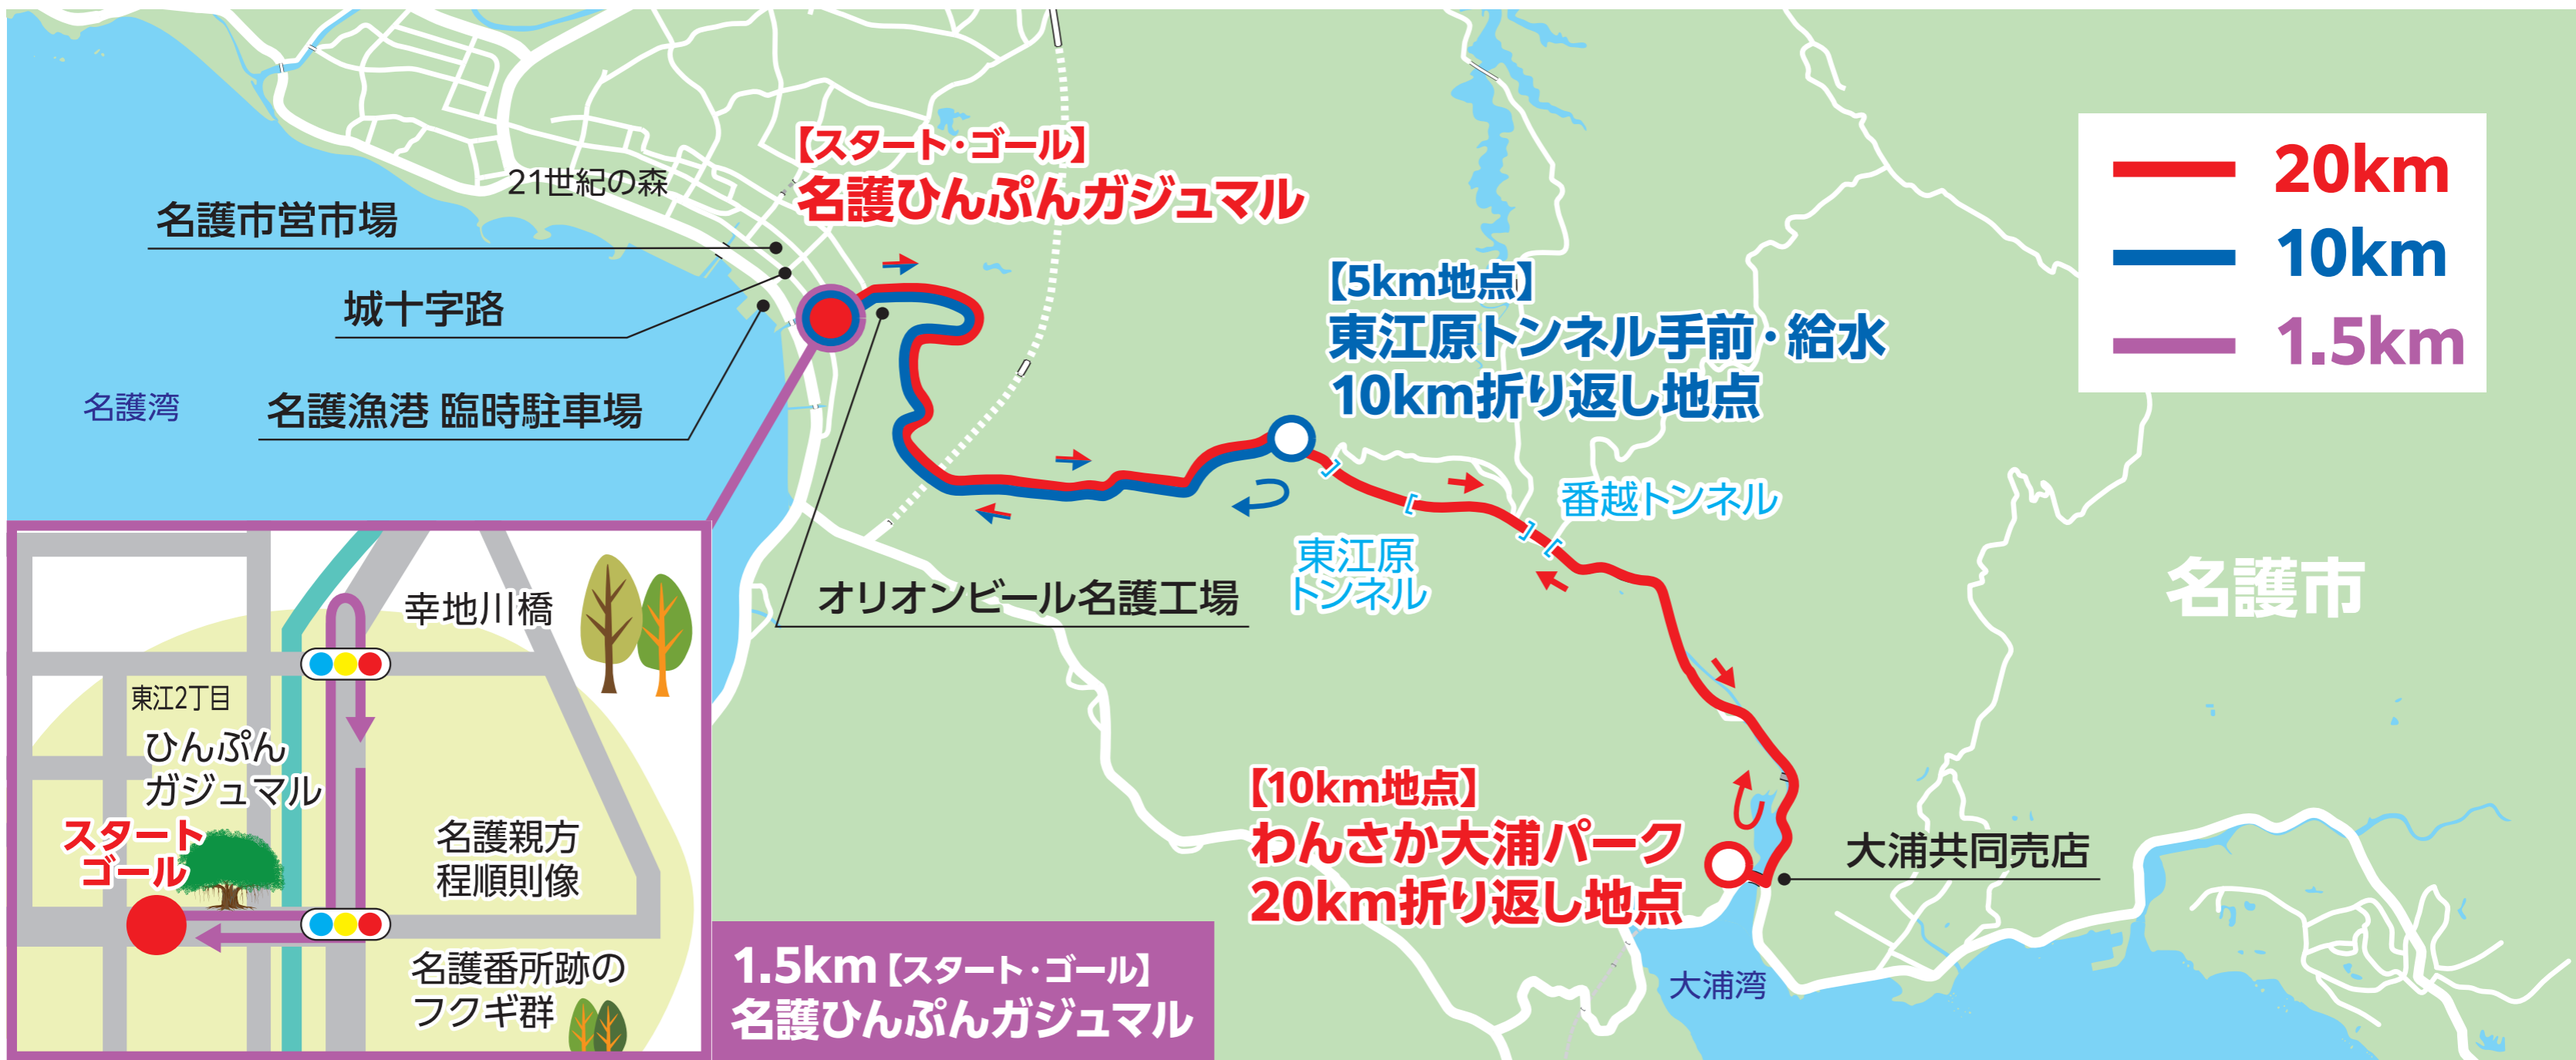 21世紀の森
名護市営市場
城十字路
名護漁港 臨時駐車場
名護湾
【スタート・ゴール】
名護ひんぷんガジュマル
【5km地点】
東江原トンネル手前・給水
10km折り返し地点
20km
10km
1.5km
番越トンネル
東江原
トンネル
オリオンビール名護工場
名護市
【10km地点】
わんさか大浦パーク
20km折り返し地点
大浦共同売店
大浦湾
幸地川橋
東江2丁目
ひんぷん
ガジュマル
スタート
ゴール
名護親方
程順則像
名護番所跡の
フクギ群
1.5km【スタート・ゴール】
名護ひんぷんガジュマル